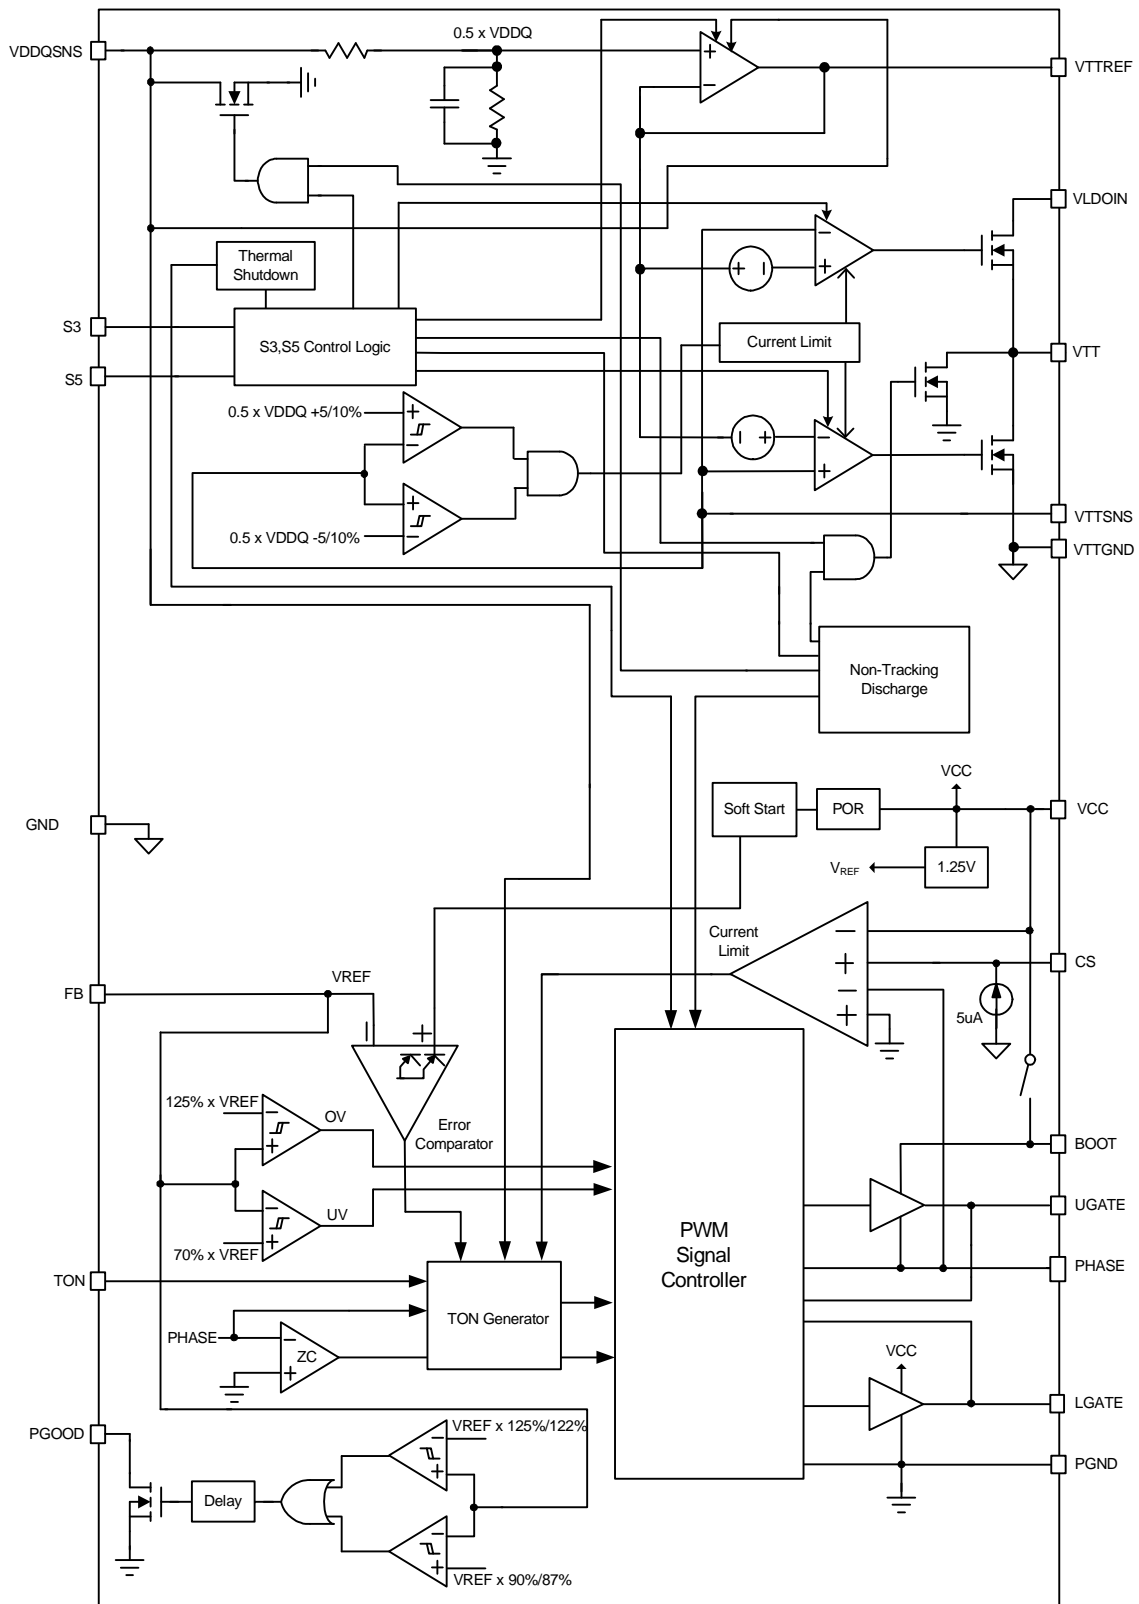 VDDQSNS
0.5 x VDDQ
+
−
VTTREF
VLDOIN
Thermal
Shutdown
−
+
+ −
S3
S3,S5 Control Logic
Current Limit
VTT
S5
0.5 x VDDQ +5/10%
+
−
− +
−
+
+
0.5 x VDDQ -5/10%
−
VTTSNS
VTTGND
Non-Tracking
Discharge
VCC
Soft Start
POR
VCC
GND
VREF
1.25V
Current
Limit
−
+
−
+
CS
5uA
FB
VREF
−
+
125% x VREF
−
+
OV
Error
Comparator
BOOT
−
+
UV
70% x VREF
UGATE
PWM
Signal
Controller
PHASE
TON
TON Generator
PHASE
−
+
ZC
VCC
LGATE
PGOOD
VREF x 125%/122%
−
+
PGND
Delay
−
+
VREF x 90%/87%